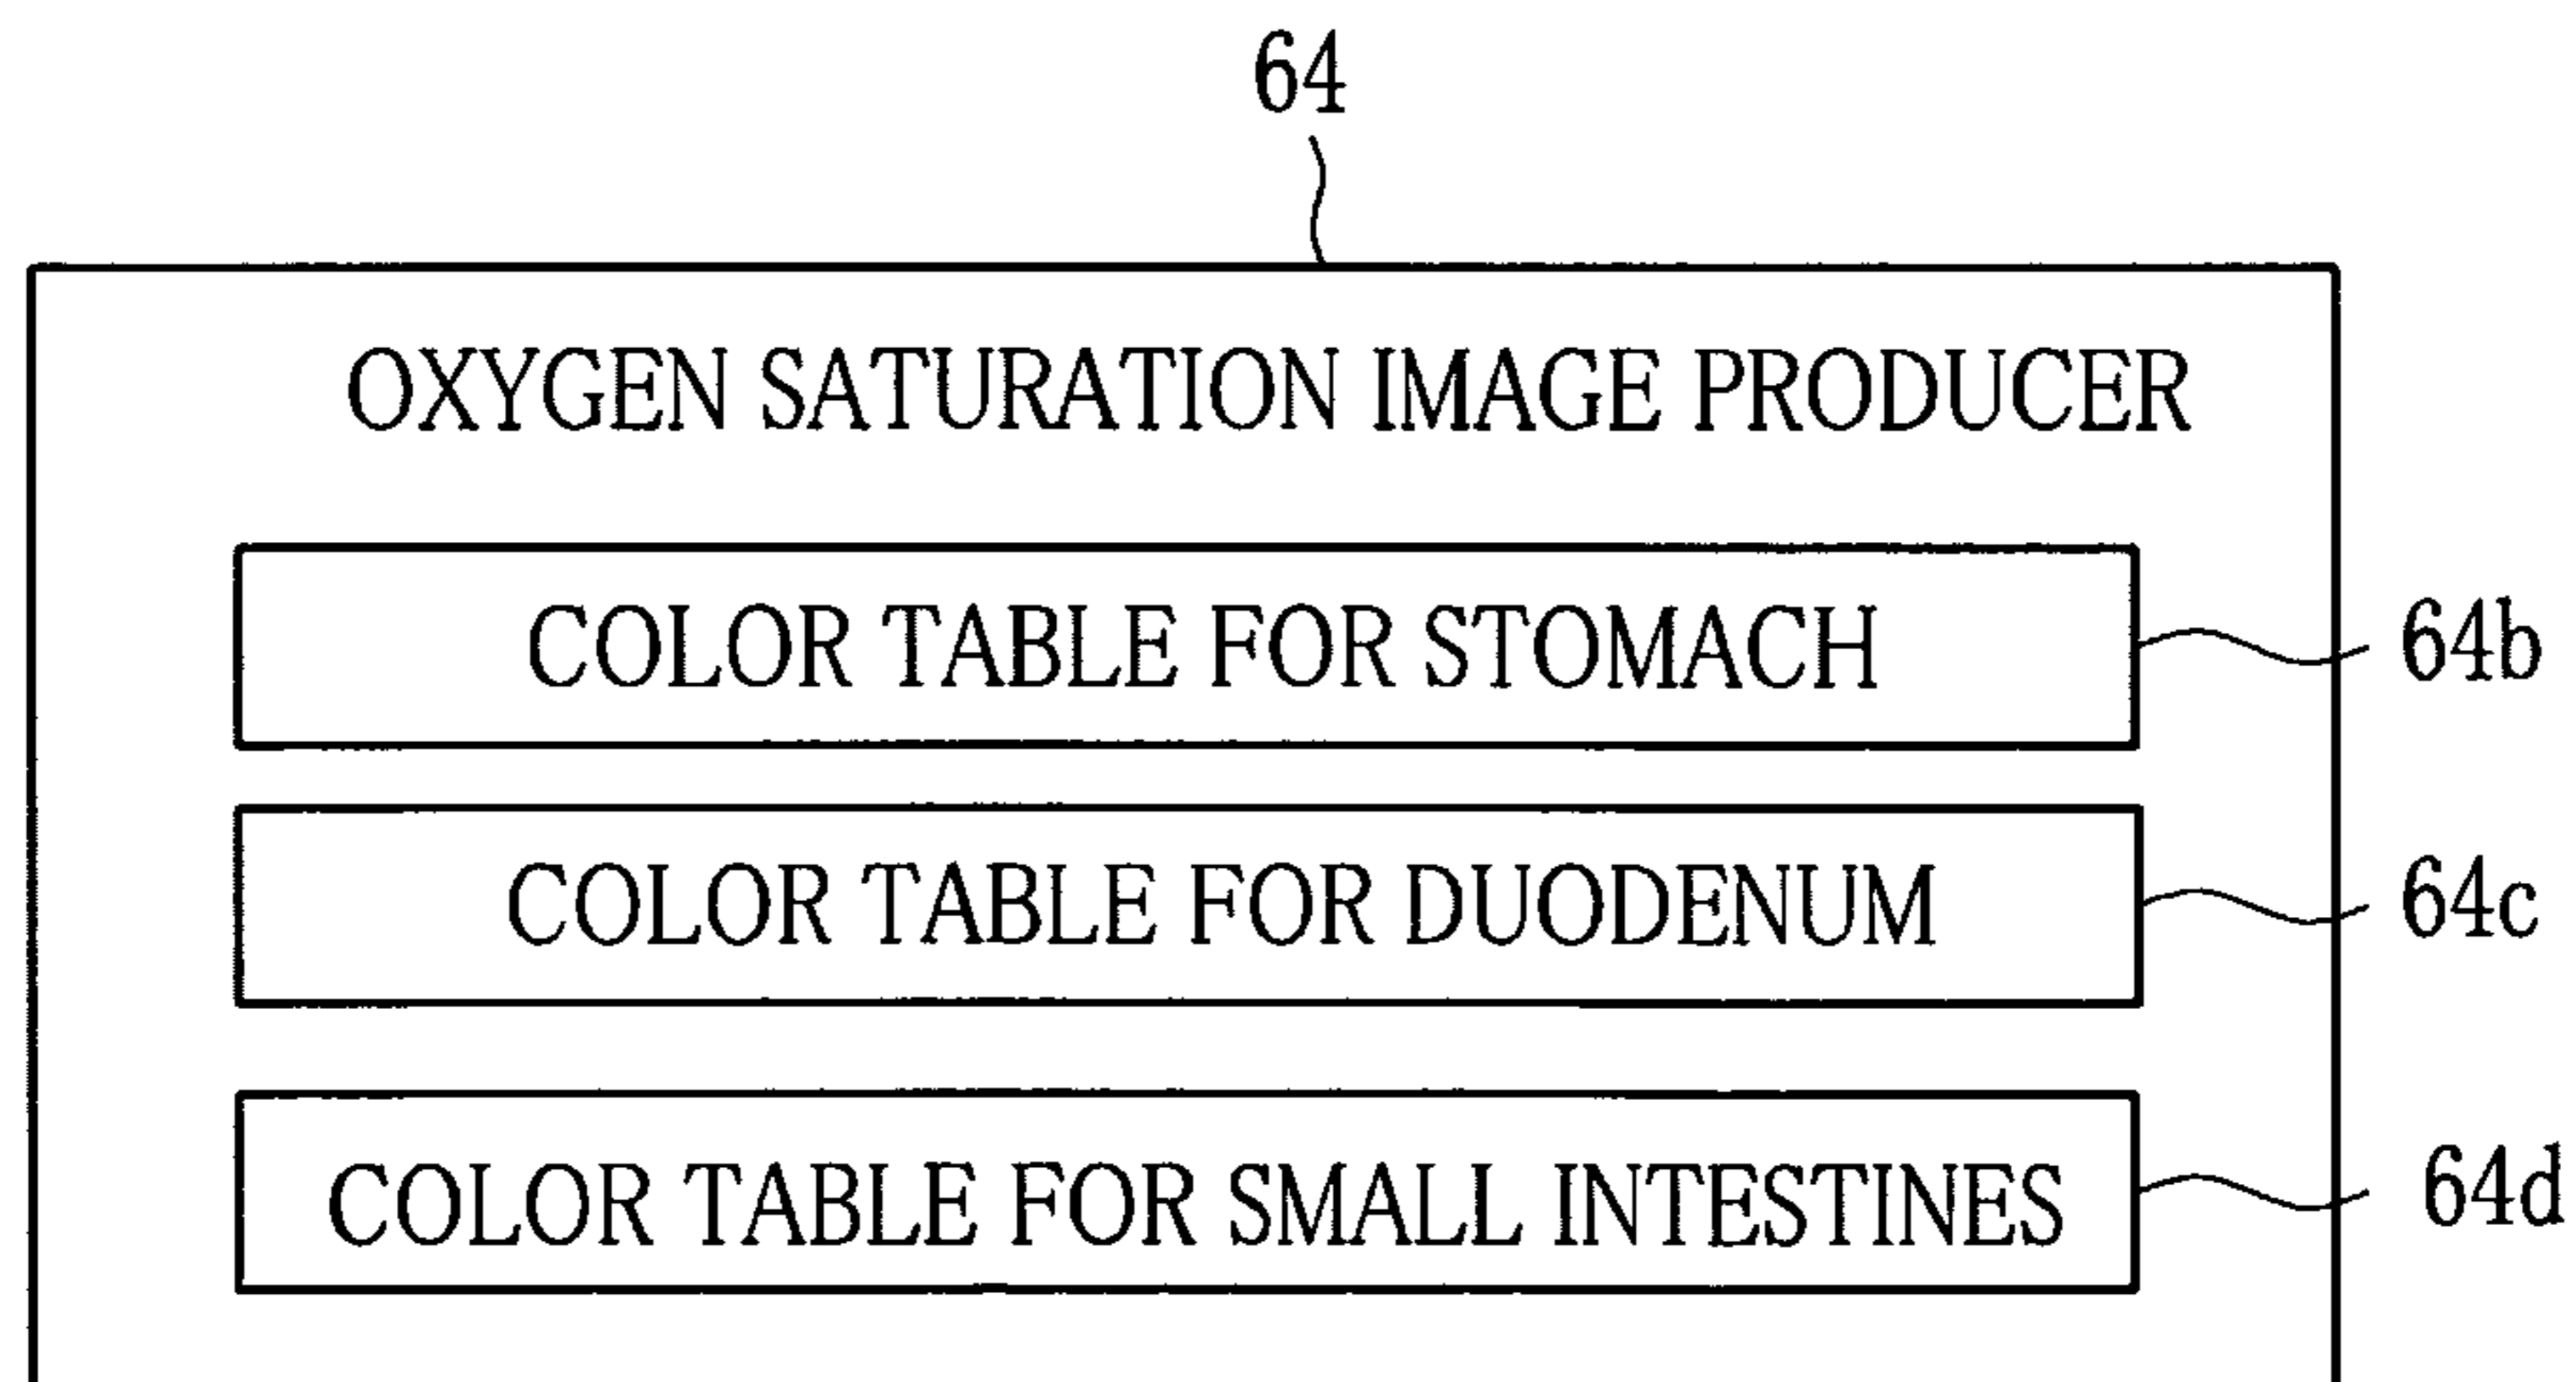 64
OXYGEN SATURATION IMAGE PRODUCER
COLOR TABLE FOR STOMACH 64b
COLOR TABLE FOR DUODENUM 64c
COLOR TABLE FOR SMALL INTESTINES 64d